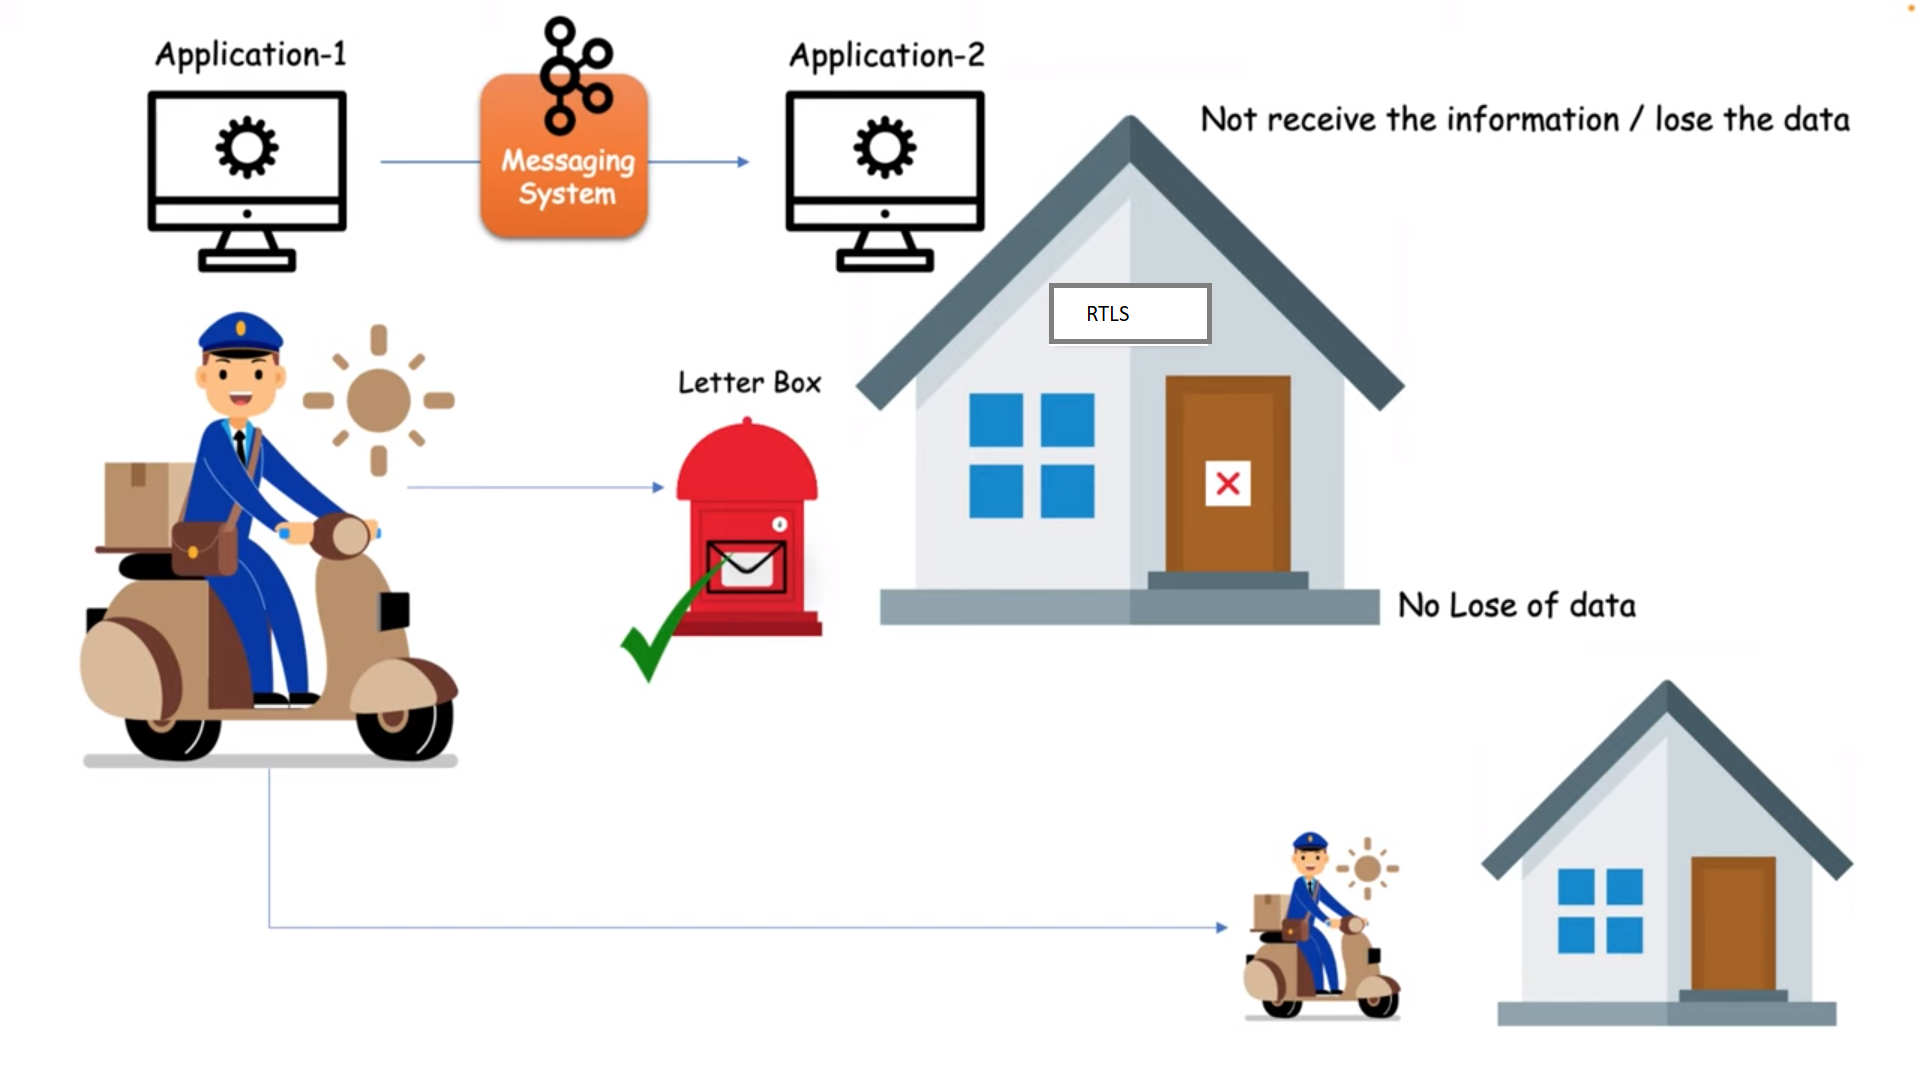 Application-1
Application-2
Messaging
System
Not receive the information / lose the data
RTLS
Letter Box
No Lose of data